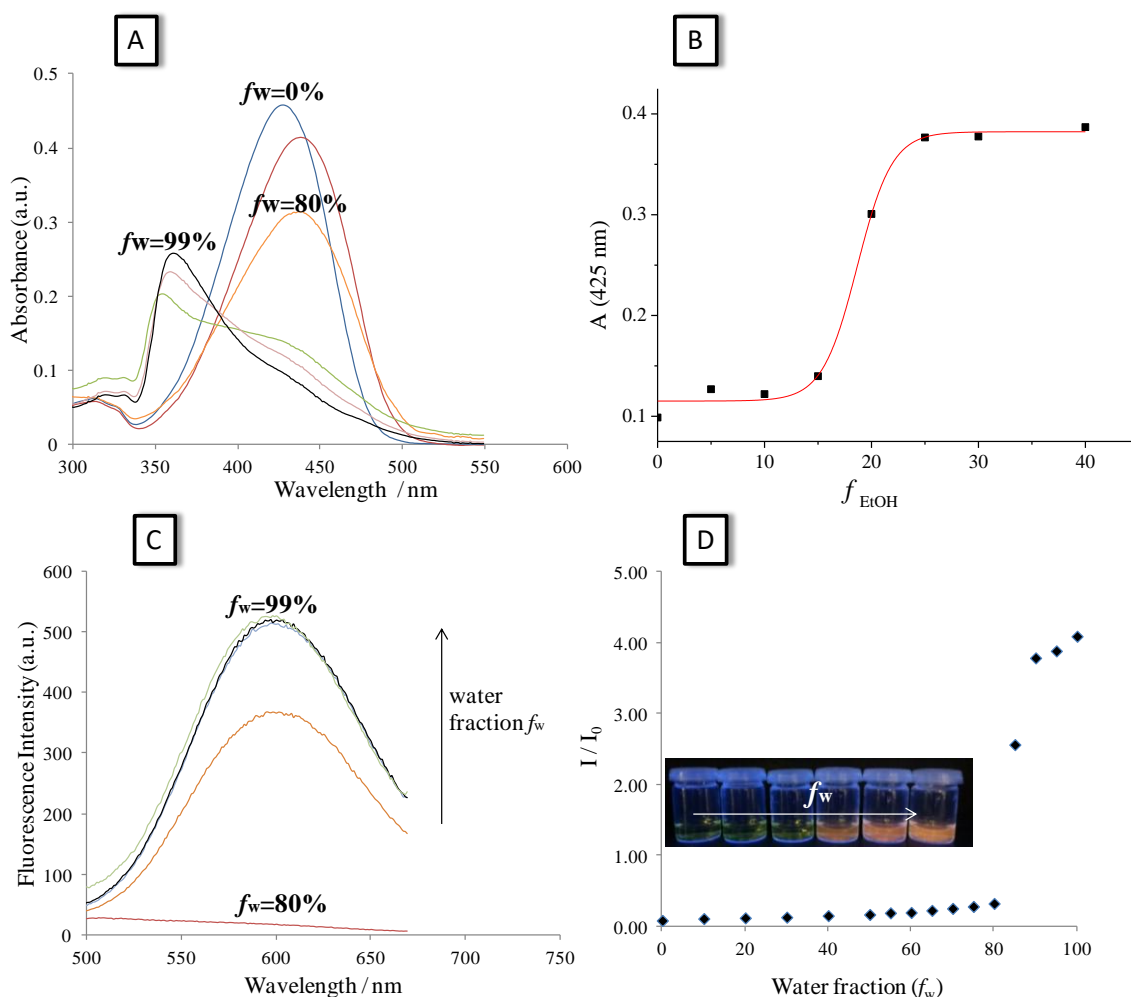 A
0.5
0.4
0.3
0.2
0.1
0
300
350
400
450
500
550
600
Absorbance (a.u.)
Wavelength / nm
fw=0%
fw=80%
fw=99%
B
0.4
0.3
0.2
0.1
0
10
20
30
40
A (425 nm)
f EtOH
C
600
500
400
300
200
100
0
500
550
600
650
700
750
Fluorescence Intensity (a.u.)
Wavelength / nm
fw=99%
fw=80%
water
fraction fw
D
5.00
4.00
3.00
2.00
1.00
0.00
0
20
40
60
80
100
I / I0
Water fraction (fw)
fw